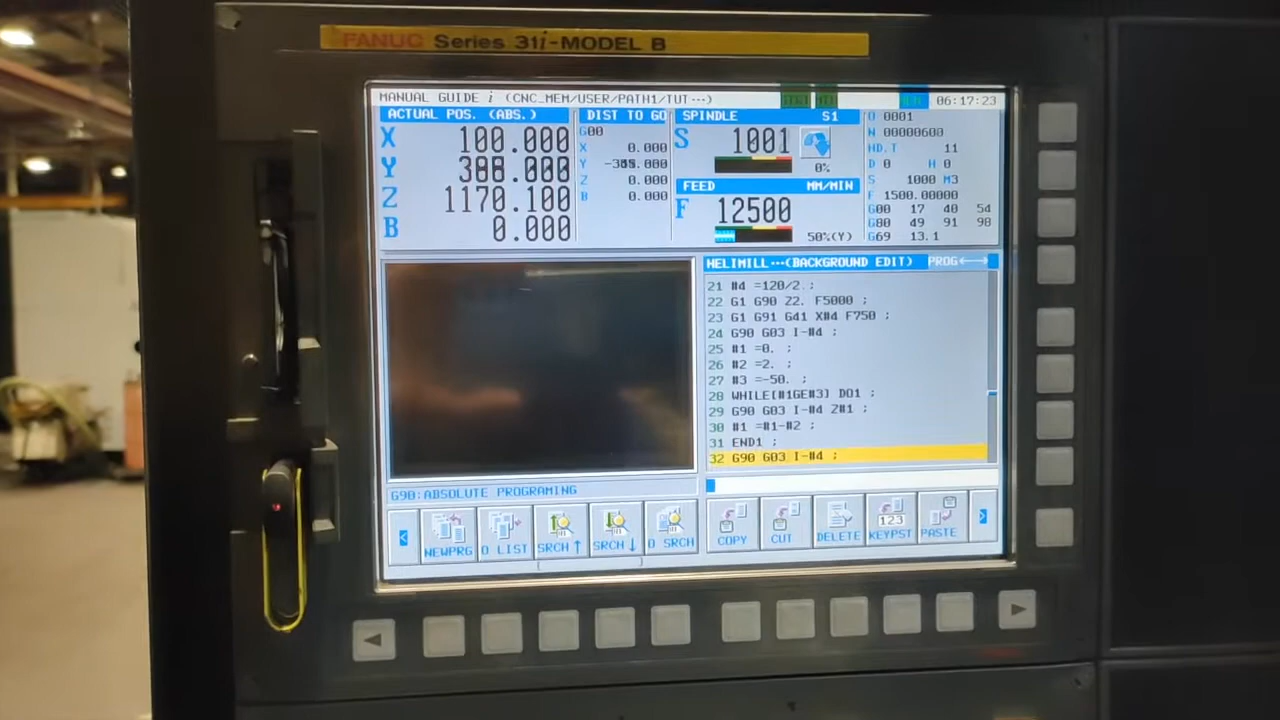 FANUC Series 31i-MODEL B
MANUAL GUIDE i (CNC_MEM/USER/PATH1/TUT...) 06:17:23
ACTUAL POS. (ABS.)
X 100.000
Y
Z 1170.100
B 0.000
DIST TO GO
G00
X 0.000
Y
Z 0.000
B 0.000
SPINDLE S1
S 1001
0%
FEED MM/MIN
F 12500
50%(Y)
O 0001
N 00000600
HD.T 11
D 0 H 0
S 1000 M3
F 1500.00000
G00 17 40 54
G80 49 91 98
G69 13.1
HELIMILL...(BACKGROUND EDIT) PROG
21 #4 =120/2. ;
22 G1 G90 Z2. F5000 ;
23 G1 G91 G41 X#4 F750 ;
24 G90 G03 I-#4 ;
25 #1 =0. ;
26 #2 =2. ;
27 #3 =-50. ;
28 WHILE[#1GE#3] DO1 ;
29 G90 G03 I-#4 Z#1 ;
30 #1 =#1-#2 ;
31 END1 ;
32 G90 G03 I-#4 ;
G90:ABSOLUTE PROGRAMING
< NEWPRG O LIST SRCH↑ SRCH↓ O SRCH COPY CUT DELETE KEYPST PASTE >
123